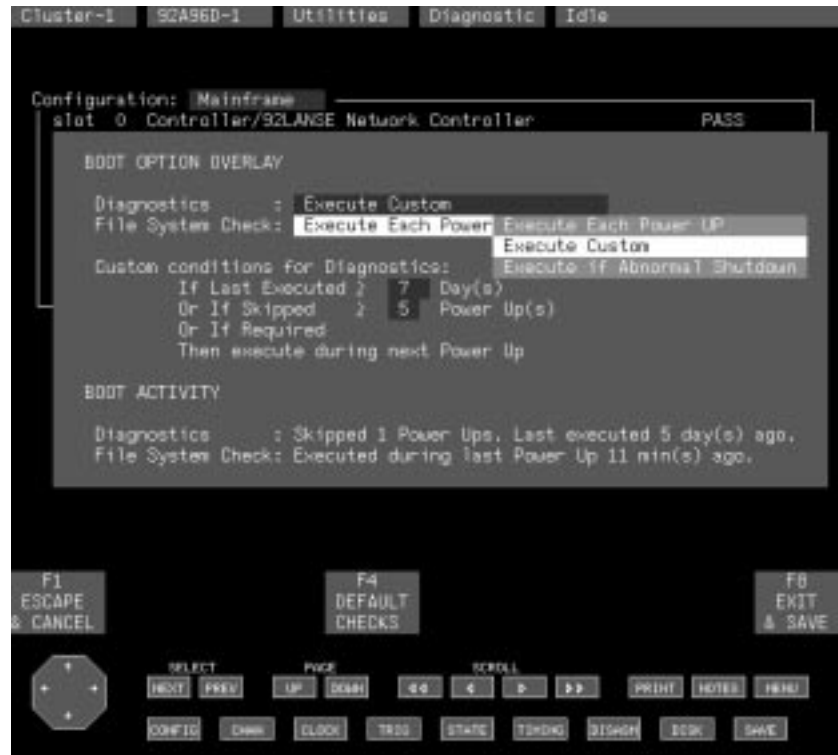 Cluster-1 92A96D-1 Utilities Diagnostic Idle
Configuration: Mainframe
slot 0 Controller/92LANSE Network Controller PASS
BOOT OPTION OVERLAY
Diagnostics : Execute Custom
File System Check: Execute Each Power Execute Each Power UP
Execute Custom
Custom conditions for Diagnostics: Execute if Abnormal Shutdown
If Last Executed ≥ 7 Day(s)
Or If Skipped ≥ 5 Power Up(s)
Or If Required
Then execute during next Power Up
BOOT ACTIVITY
Diagnostics : Skipped 1 Power Ups. Last executed 5 day(s) ago.
File System Check: Executed during last Power Up 11 min(s) ago.
F1 F4 F8
ESCAPE DEFAULT EXIT
& CANCEL CHECKS & SAVE
SELECT PAGE SCROLL
NEXT PREV UP DOWN PRINT NOTES MENU
CONFIG CHAN CLOCK TRIG STATE TIMING DISASM DISK SAVE